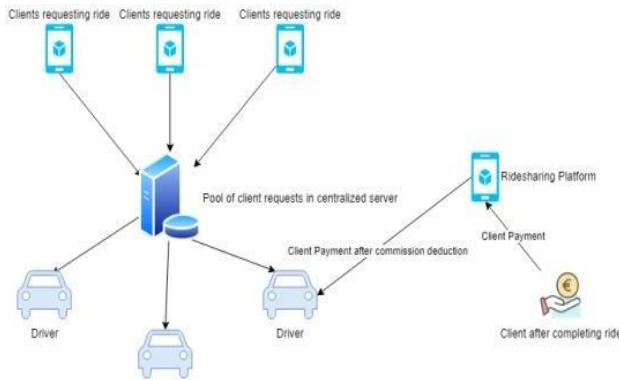 Clients requesting ride
Clients requesting ride
Clients requesting ride
Pool of client requests in centralized server
Ridesharing Platform
Client Payment
Client Payment after commission deduction
Driver
Driver
Client after completing ride